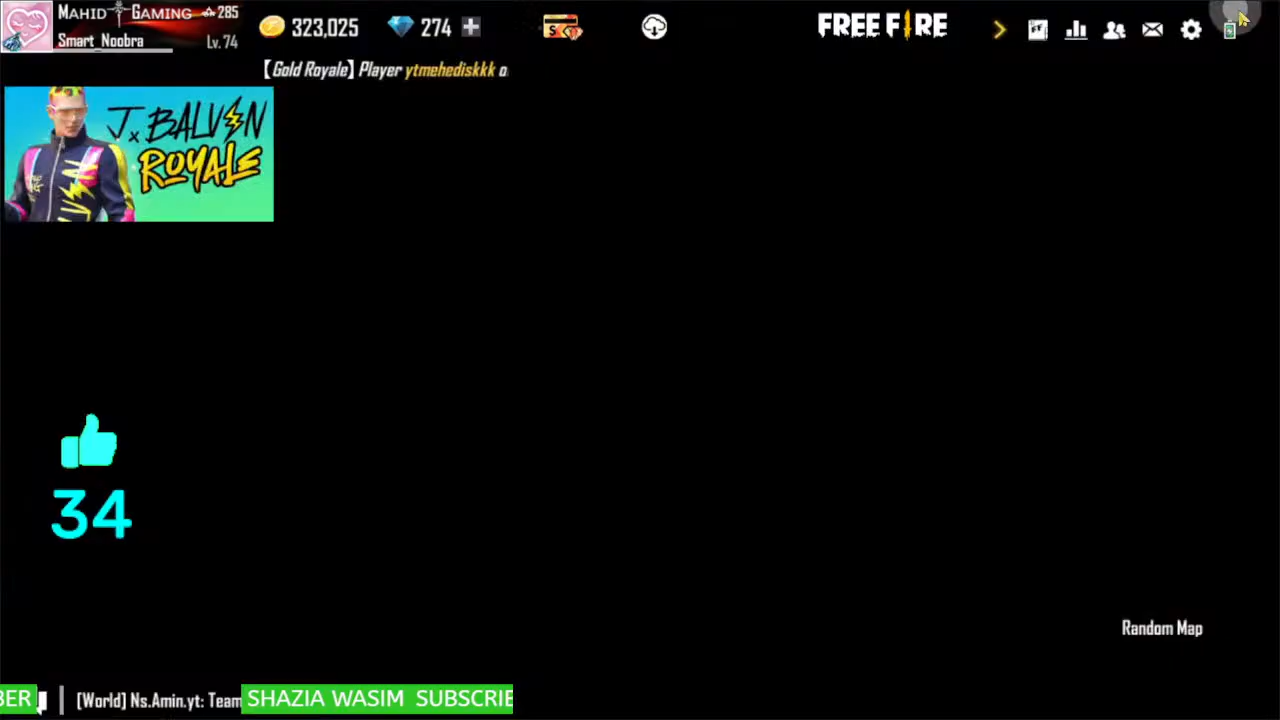 Mahid Gaming 285
Smart_Noobra Lv. 74
323,025
274
FREE FIRE
【Gold Royale】Player ytmehediskkk o
J. BALVIN
ROYALE
34
Random Map
BER
[World] Ns.Amin.yt: Team
SHAZIA WASIM SUBSCRIBE